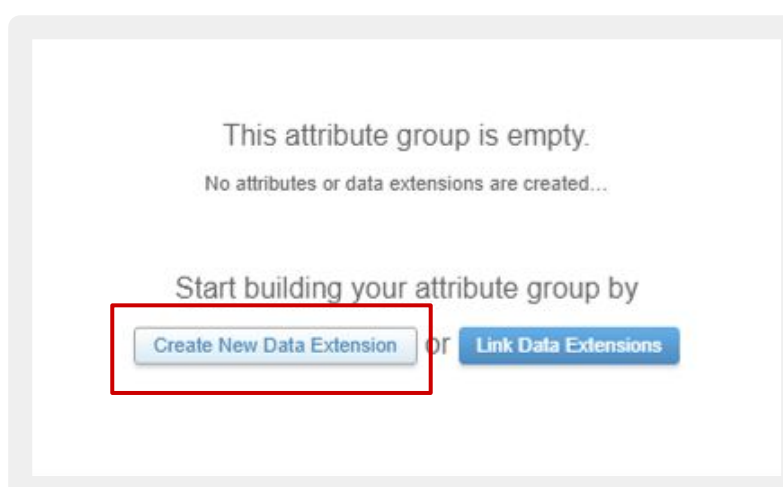 This attribute group is empty.
No attributes or data extensions are created...
Start building your attribute group by
Create New Data Extension or Link Data Extensions